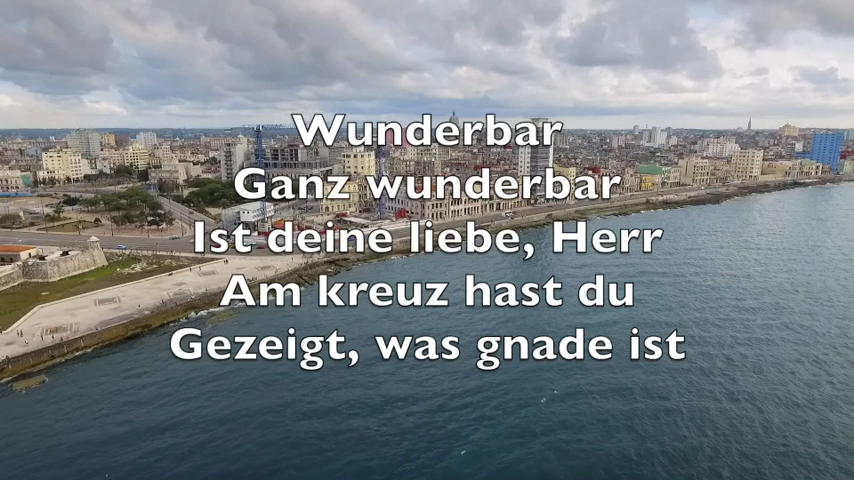 Wunderbar
Ganz wunderbar
Ist deine liebe, Herr
Am kreuz hast du
Gezeigt, was gnade ist